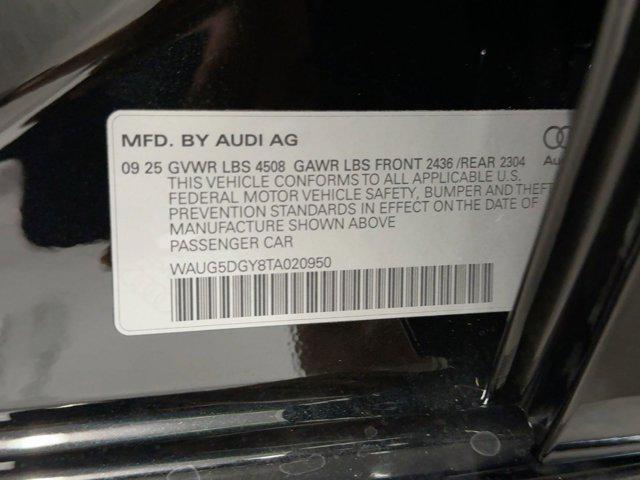 MFD. BY AUDI AG
09 25 GVWR LBS 4508 GAWR LBS FRONT 2436 /REAR 2304
THIS VEHICLE CONFORMS TO ALL APPLICABLE U.S.
FEDERAL MOTOR VEHICLE SAFETY, BUMPER AND THEFT
PREVENTION STANDARDS IN EFFECT ON THE DATE OF
MANUFACTURE SHOWN ABOVE
PASSENGER CAR
WAUG5DGY8TA020950